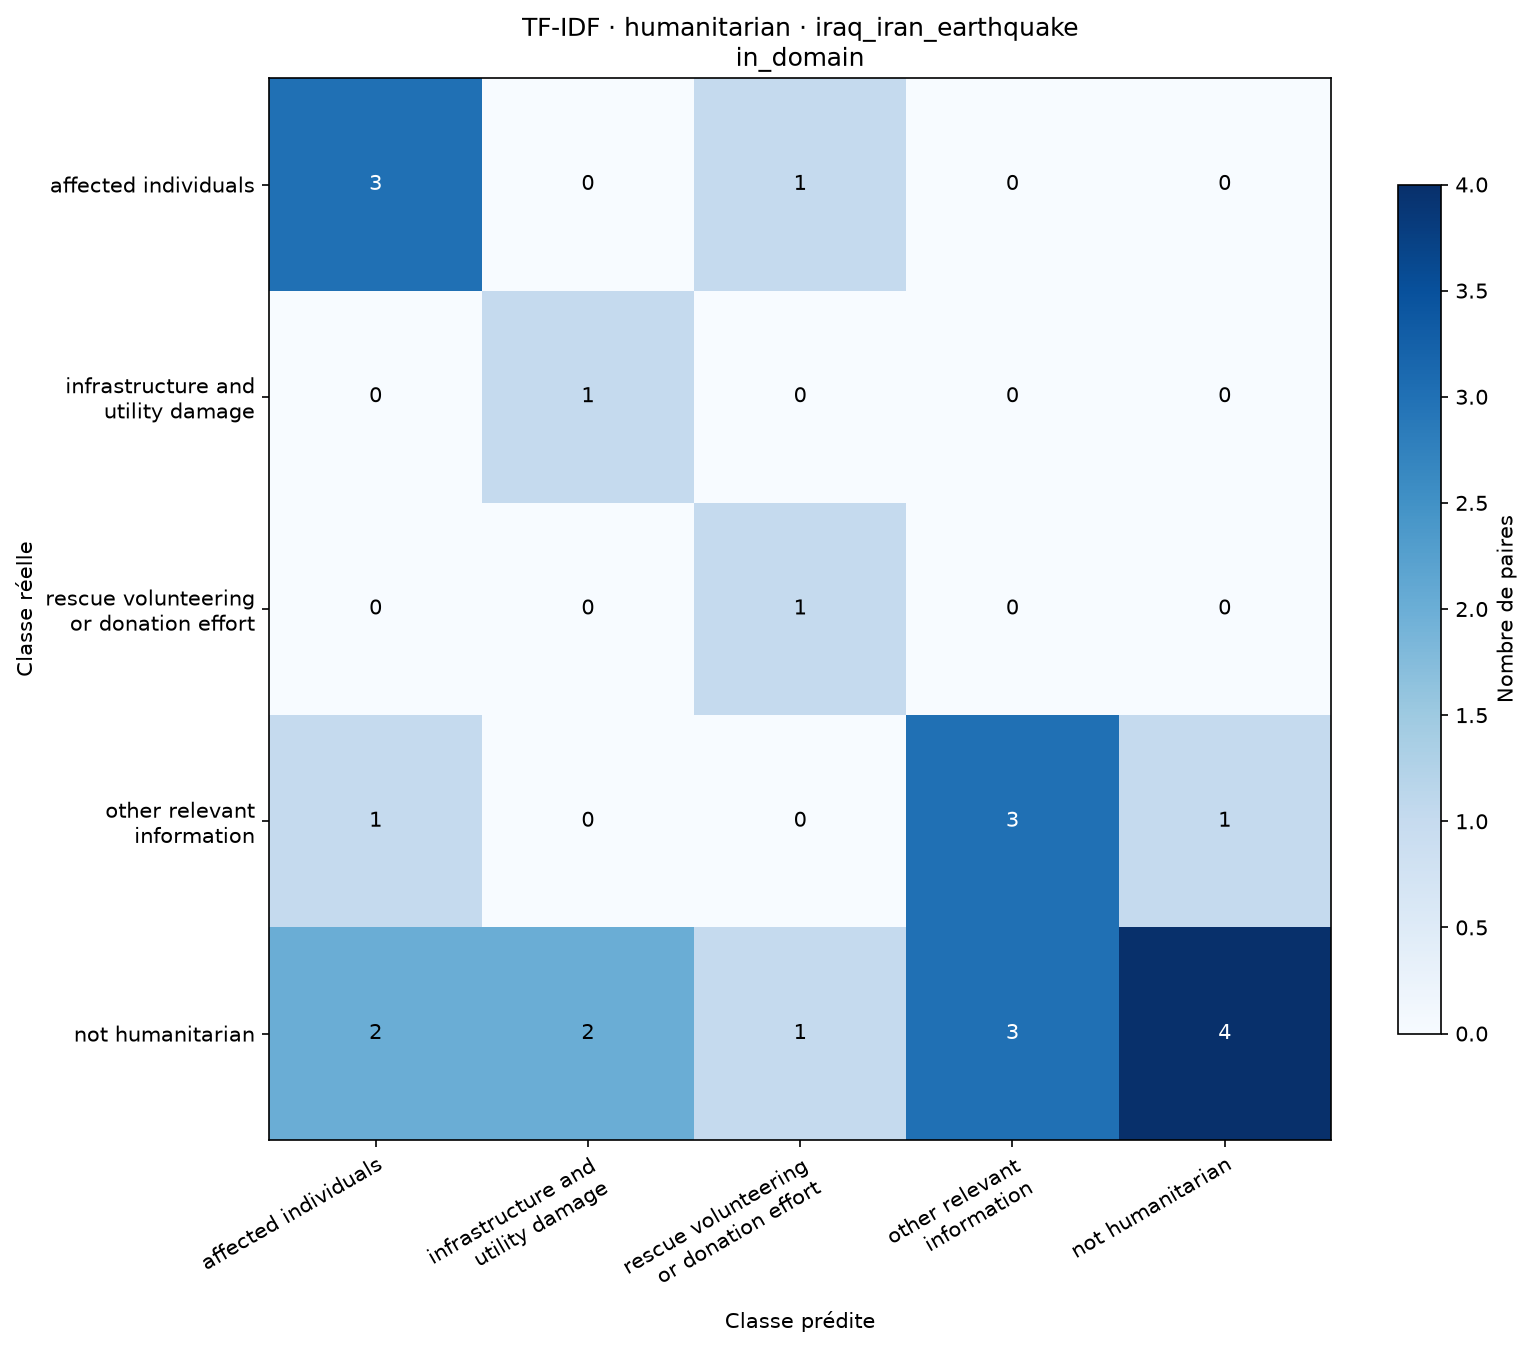 TF-IDF · humanitarian · iraq_iran_earthquake
in_domain
affected individuals
3 0 1 0 0
infrastructure and
utility damage
0 1 0 0 0
rescue volunteering
or donation effort
0 0 1 0 0
other relevant
information
1 0 0 3 1
not humanitarian
2 2 1 3 4
Classe réelle
affected individuals
infrastructure and
utility damage
rescue volunteering
or donation effort
other relevant
information
not humanitarian
Classe prédite
4.0
3.5
3.0
2.5
2.0
1.5
1.0
0.5
0.0
Nombre de paires